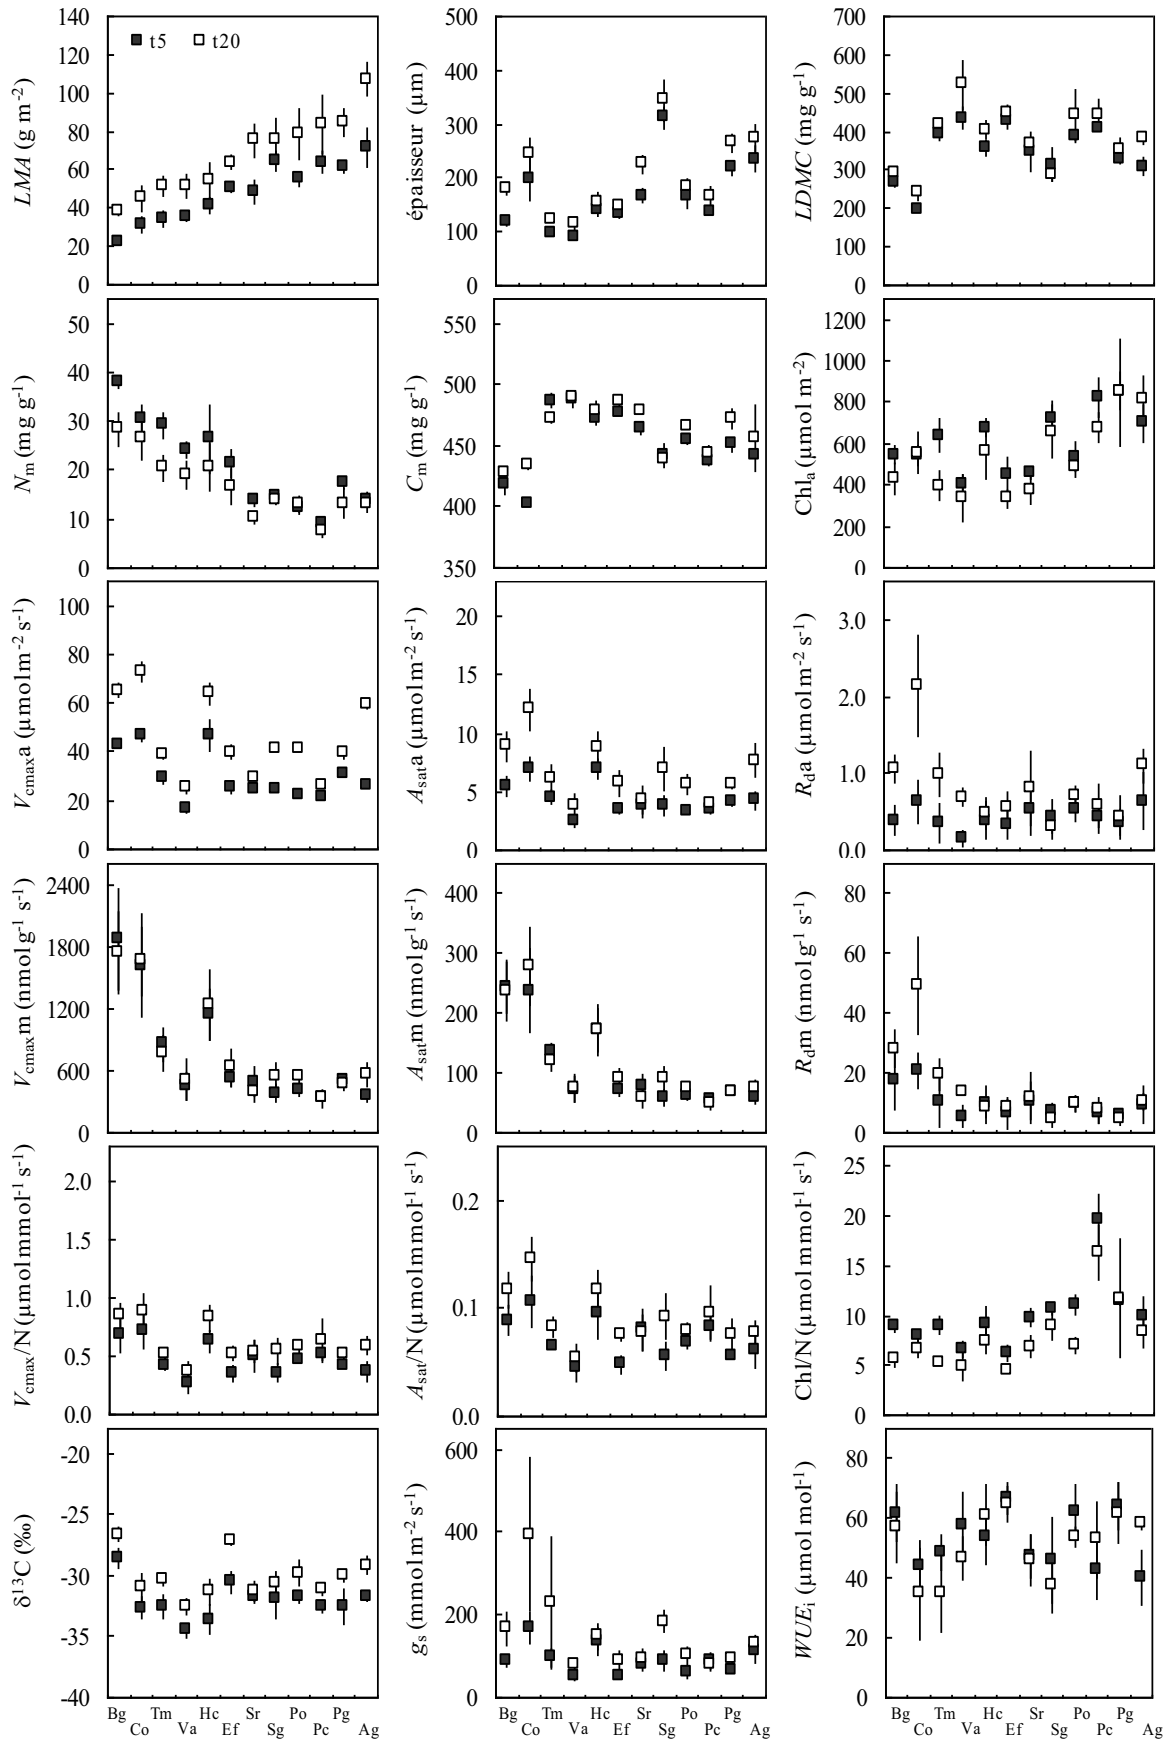 t5 t20
LMA (g m-2)
0 20 40 60 80 100 120 140
épaisseur (µm)
0 100 200 300 400 500
LDMC (mg g-1)
0 100 200 300 400 500 600 700
Nm (mg g-1)
0 10 20 30 40 50
Cm (mg g-1)
350 400 450 500 550
Chla (µmol m-2)
0 200 400 600 800 1000 1200
Vcmaxa (µmol m-2 s-1)
0 20 40 60 80 100
Asata (µmol m-2 s-1)
0 5 10 15 20
Rda (µmol m-2 s-1)
0.0 1.0 2.0 3.0
Vcmaxm (nmol g-1 s-1)
0 600 1200 1800 2400
Asatm (nmol g-1 s-1)
0 100 200 300 400
Rdm (nmol g-1 s-1)
0 20 40 60 80
Vcmax/N (µmol mmol-1 s-1)
0.0 0.5 1.0 1.5 2.0
Asat/N (µmol mmol-1 s-1)
0.0 0.1 0.2
Chl/N (µmol mmol-1 s-1)
0 5 10 15 20 25
δ13C (‰)
-40 -35 -30 -25 -20
gs (mmol m-2 s-1)
0 200 400 600
WUEi (µmol mol-1)
0 20 40 60 80
Bg Co Tm Va Hc Ef Sr Sg Po Pc Pg Ag
Bg Co Tm Va Hc Ef Sr Sg Po Pc Pg Ag
Bg Co Tm Va Hc Ef Sr Sg Po Pc Pg Ag